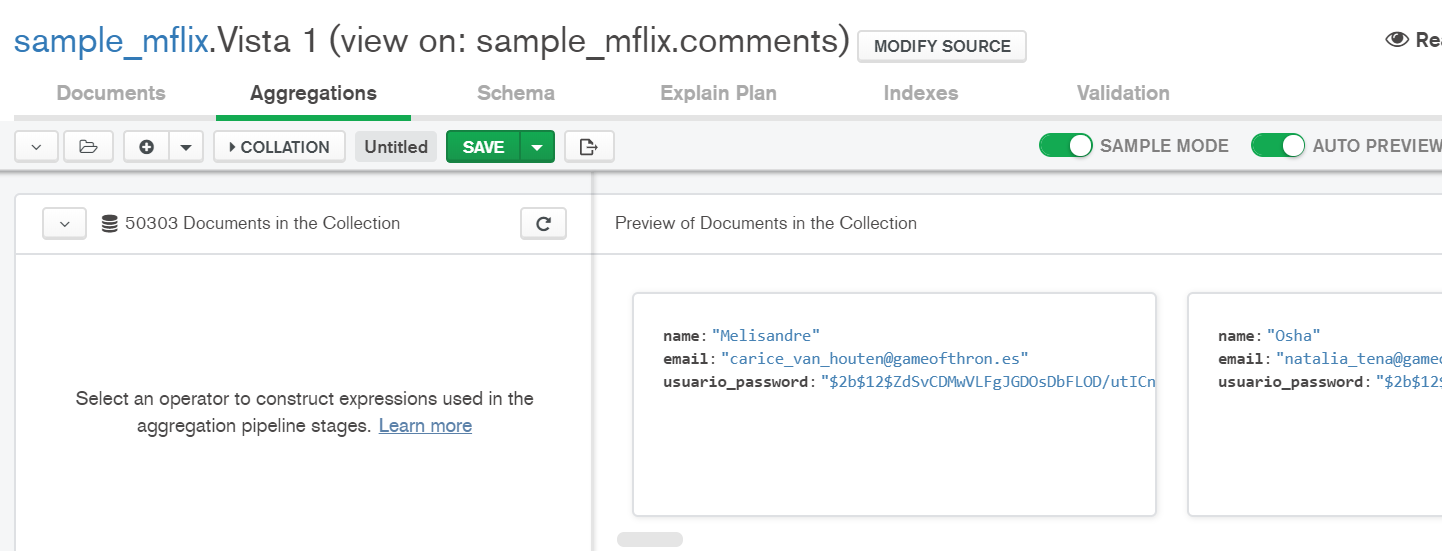 sample_mflix.Vista 1 (view on: sample_mflix.comments) MODIFY SOURCE
Documents Aggregations Schema Explain Plan Indexes Validation
COLLATION Untitled SAVE SAMPLE MODE AUTO PREVIEW
50303 Documents in the Collection
Preview of Documents in the Collection
Select an operator to construct expressions used in the
aggregation pipeline stages. Learn more
name: "Melisandre"
email: "carice_van_houten@gameofthron.es"
usuario_password: "$2b$12$ZdSvCDMwVLFgJGDOsDbFLOD/utICn
name: "Osha"
email: "natalia_tena@gameo
usuario_password: "$2b$12$